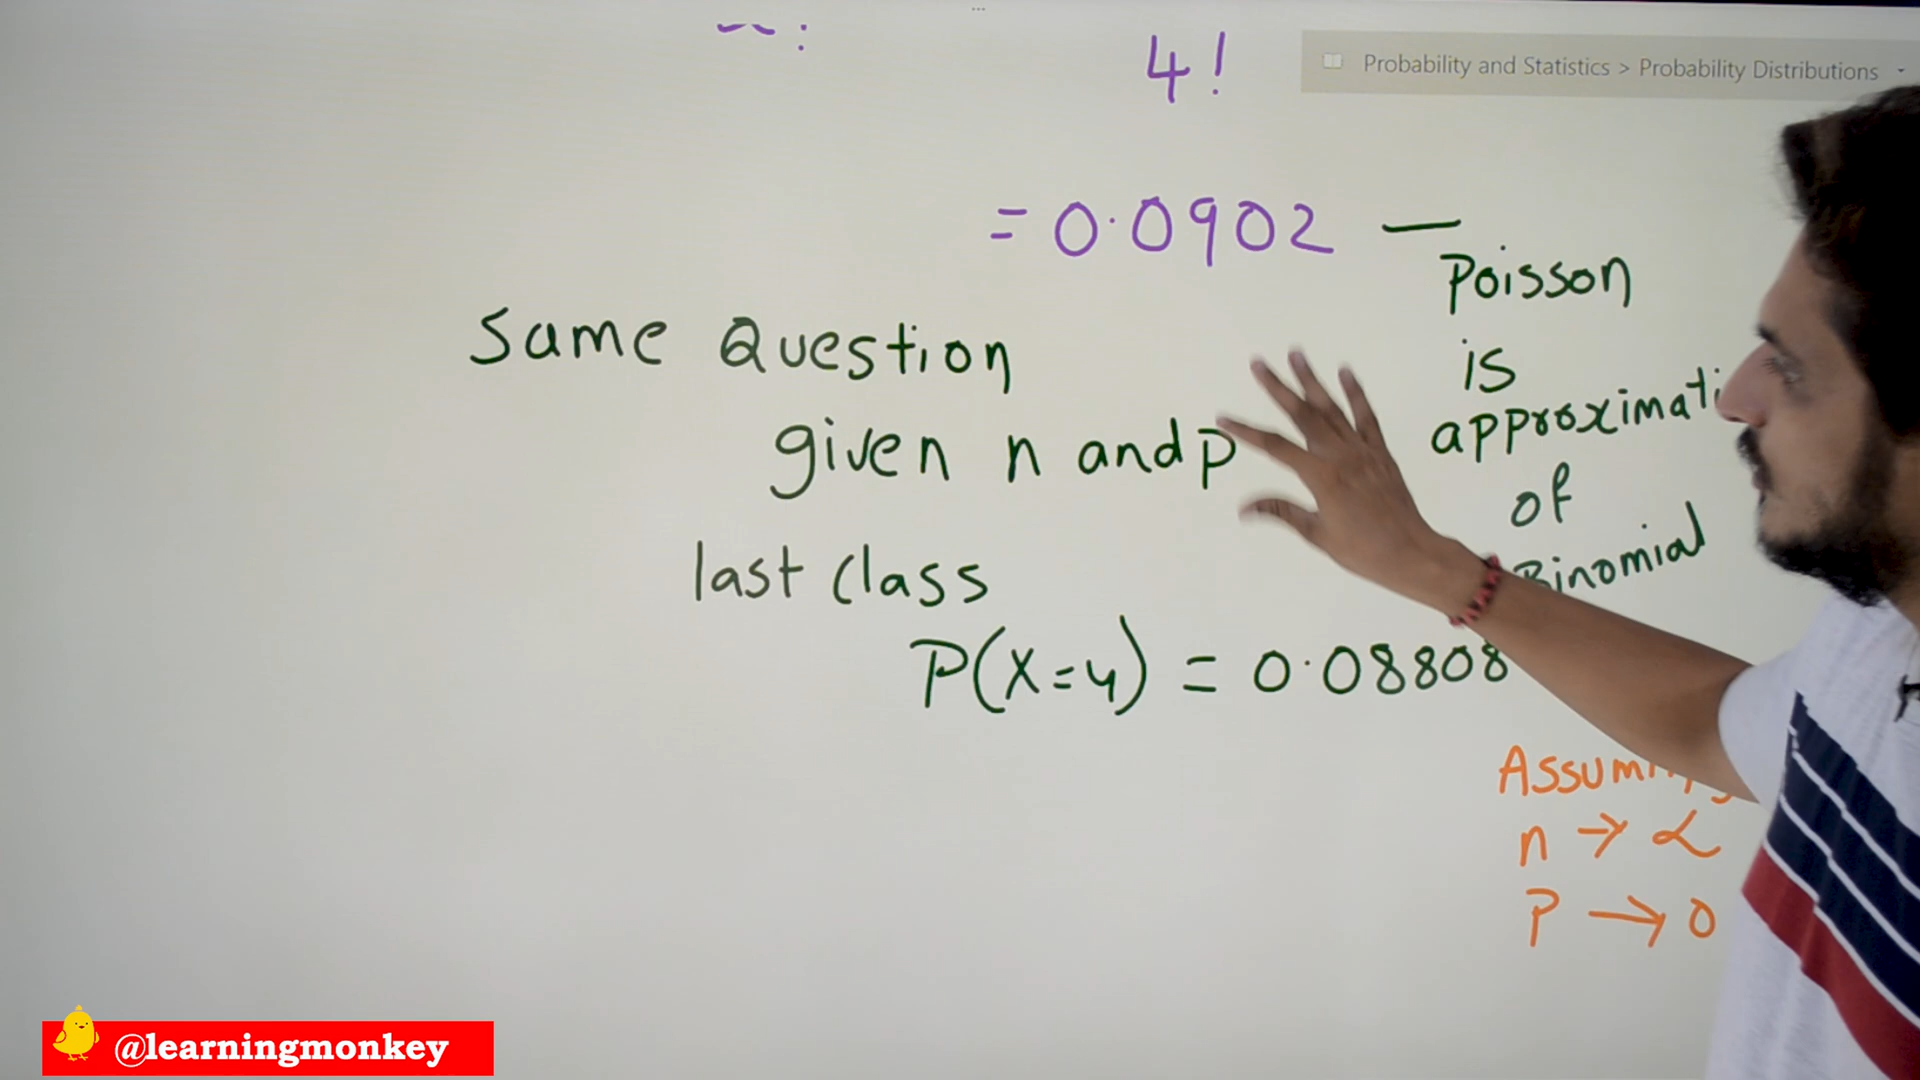 4!
Probability and Statistics > Probability Distributions
= 0.0902 —
Poisson
is
of
Binomial
Same Question
given n and p
last class
P(X=4) = 0.08808
n → ∝
P → 0
@learningmonkey